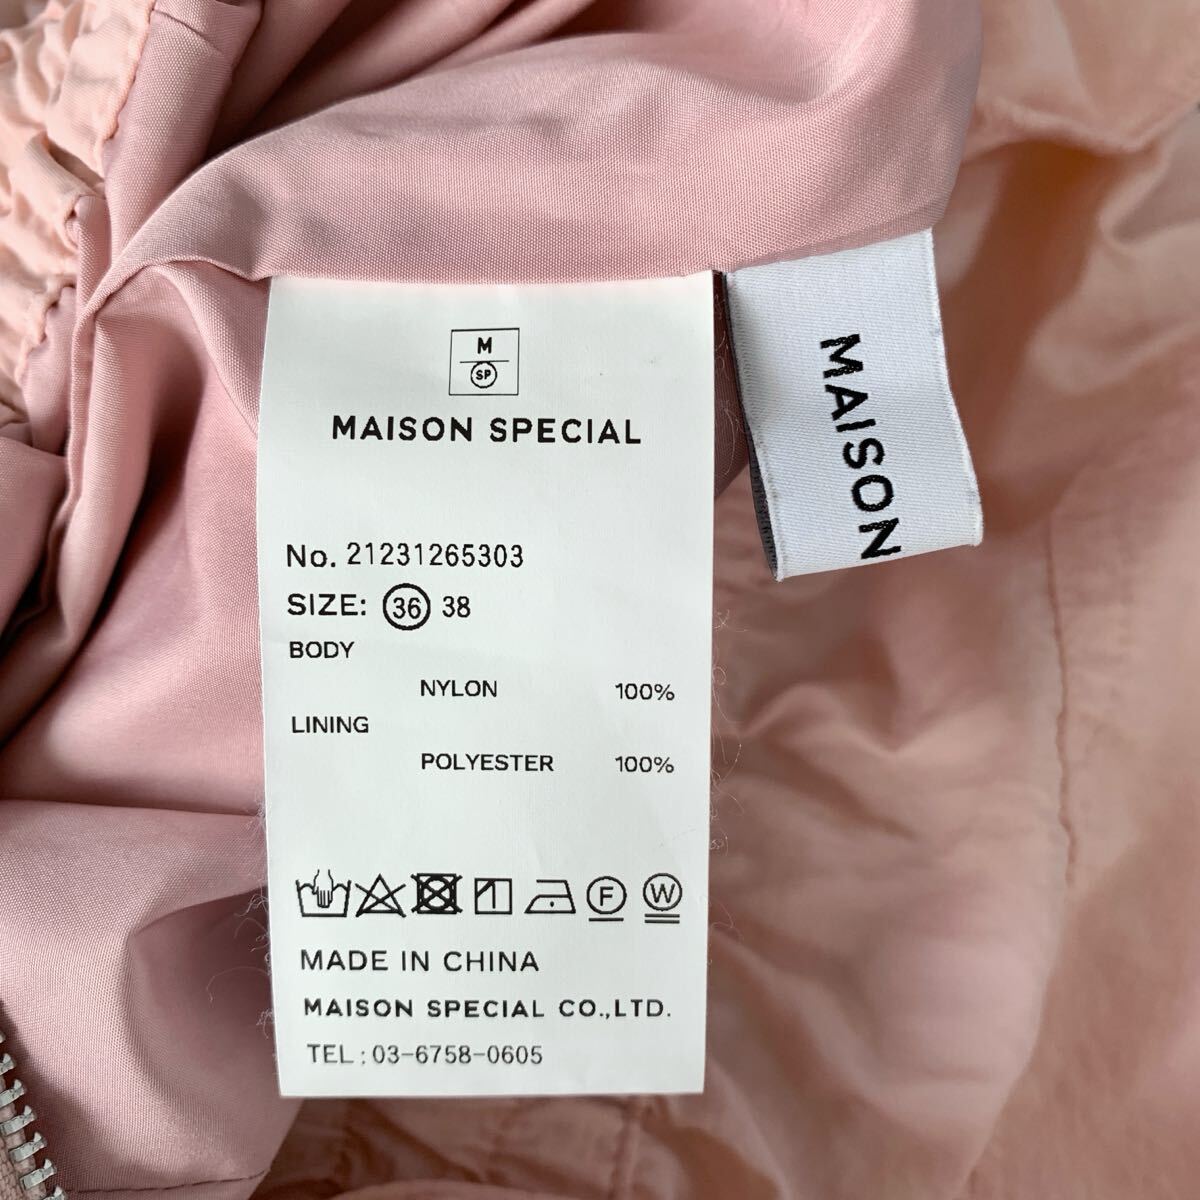 M
SP
MAISON SPECIAL
No. 21231265303
SIZE: 36 38
BODY
NYLON 100%
LINING
POLYESTER 100%
F W
MADE IN CHINA
MAISON SPECIAL CO.,LTD.
TEL : 03-6758-0605
MAISON